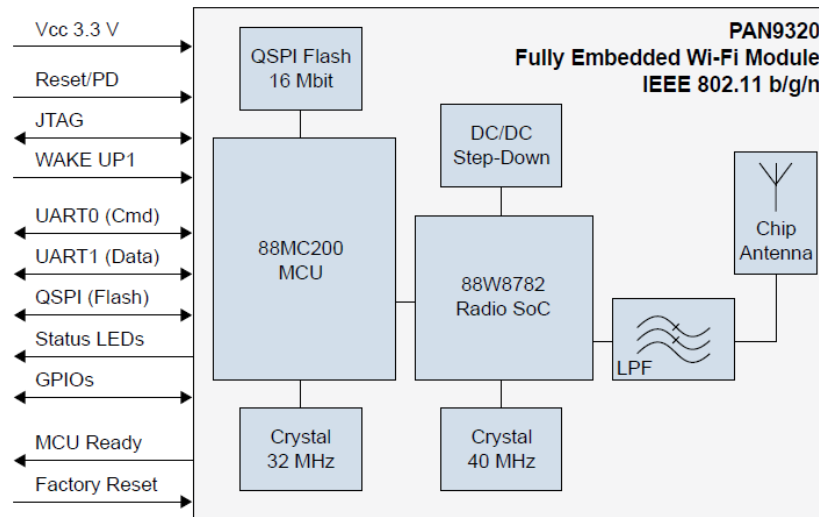 Vcc 3.3 V
Reset/PD
JTAG
WAKE UP1
UART0 (Cmd)
UART1 (Data)
QSPI (Flash)
Status LEDs
GPIOs
MCU Ready
Factory Reset
PAN9320
Fully Embedded Wi-Fi Module
IEEE 802.11 b/g/n
QSPI Flash
16 Mbit
DC/DC
Step-Down
88MC200
MCU
88W8782
Radio SoC
Chip
Antenna
LPF
Crystal
32 MHz
Crystal
40 MHz